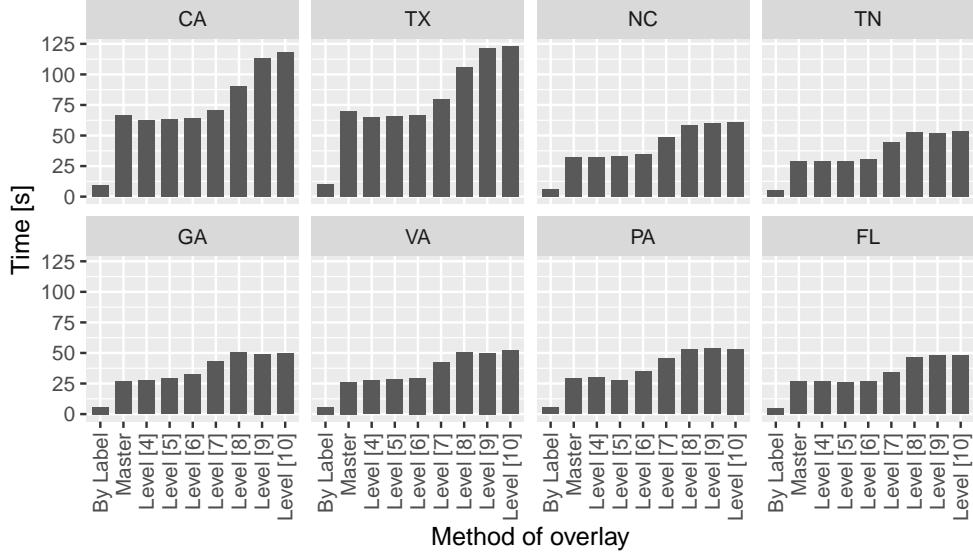 CA TX NC TN
125
100
75
50
25
0
GA VA PA FL
125
100
75
50
25
0
Time [s]
By Label Master Level [4] Level [5] Level [6] Level [7] Level [8] Level [9] Level [10] By Label Master Level [4] Level [5] Level [6] Level [7] Level [8] Level [9] Level [10] By Label Master Level [4] Level [5] Level [6] Level [7] Level [8] Level [9] Level [10] By Label Master Level [4] Level [5] Level [6] Level [7] Level [8] Level [9] Level [10]
Method of overlay